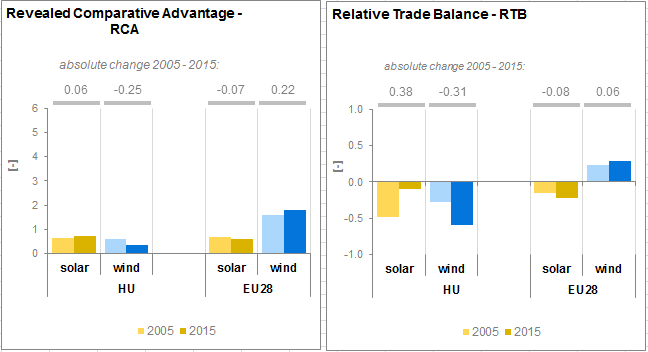 Revealed Comparative Advantage -
RCA
absolute change 2005 - 2015:
0.06 -0.25 -0.07 0.22
6
5
4
3
2
1
0
[-]
solar wind solar wind
HU EU28
2005 2015
Relative Trade Balance - RTB
absolute change 2005 - 2015:
0.38 -0.31 -0.08 0.06
1.0
0.5
0.0
-0.5
-1.0
[-]
solar wind solar wind
HU EU28
2005 2015